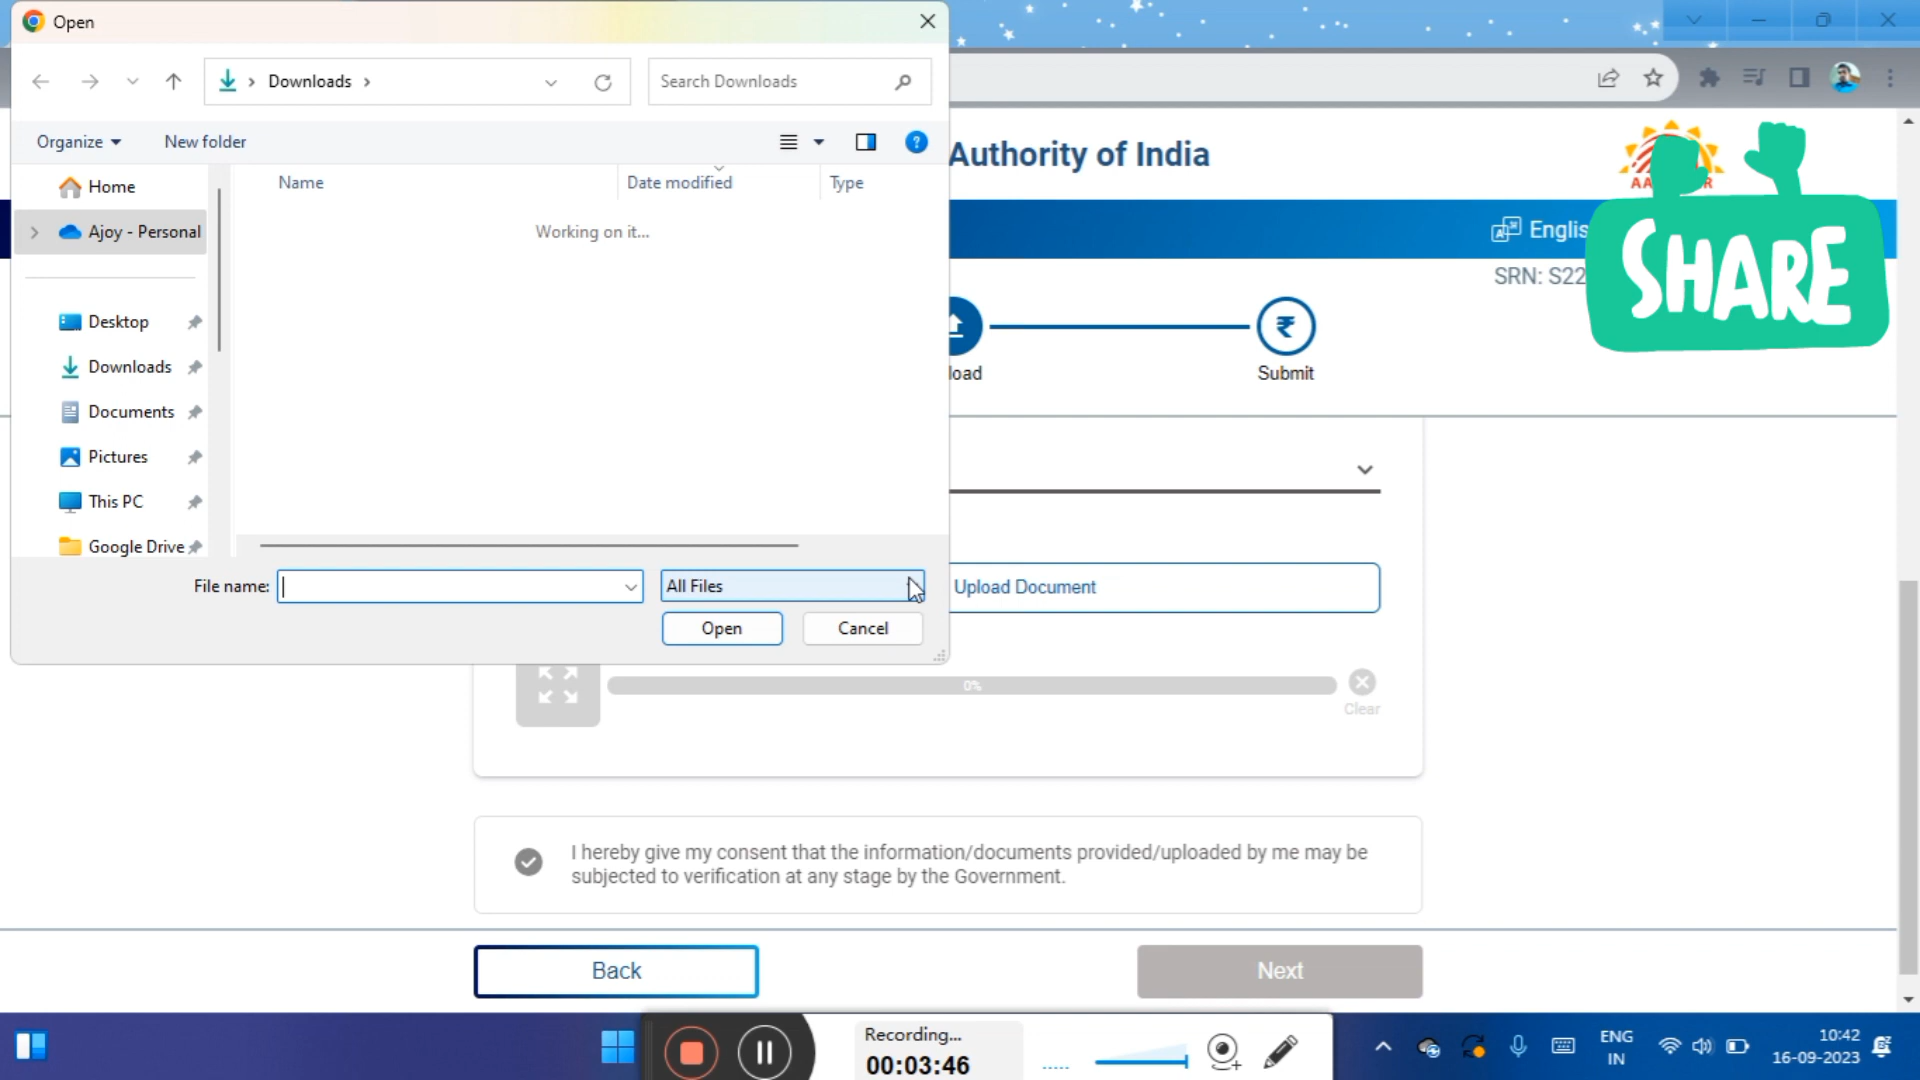 Open
Downloads
Search Downloads
Organize
New folder
Name
Date modified
Type
Working on it...
Home
Ajoy - Personal
Desktop
Downloads
Documents
Pictures
This PC
Google Drive
File name:
All Files
Open
Cancel
Authority of India
Englis
SRN: S22
SHARE
load
Submit
Upload Document
0%
Clear
I hereby give my consent that the information/documents provided/uploaded by me may be
subjected to verification at any stage by the Government.
Back
Next
Recording...
00:03:46
ENG
IN
10:42
16-09-2023